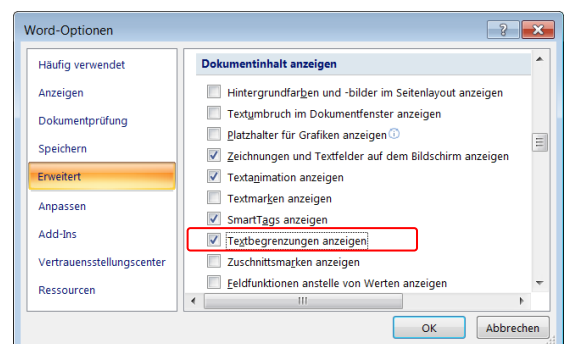 Word-Optionen
Häufig verwendet
Anzeigen
Dokumentprüfung
Speichern
Erweitert
Anpassen
Add-Ins
Vertrauensstellungscenter
Ressourcen
Dokumentinhalt anzeigen
Hintergrundfarben und -bilder im Seitenlayout anzeigen
Textumbruch im Dokumentfenster anzeigen
Platzhalter für Grafiken anzeigen
Zeichnungen und Textfelder auf dem Bildschirm anzeigen
Textanimation anzeigen
Textmarken anzeigen
SmartTags anzeigen
Textbegrenzungen anzeigen
Zuschnittsmarken anzeigen
Feldfunktionen anstelle von Werten anzeigen
OK
Abbrechen